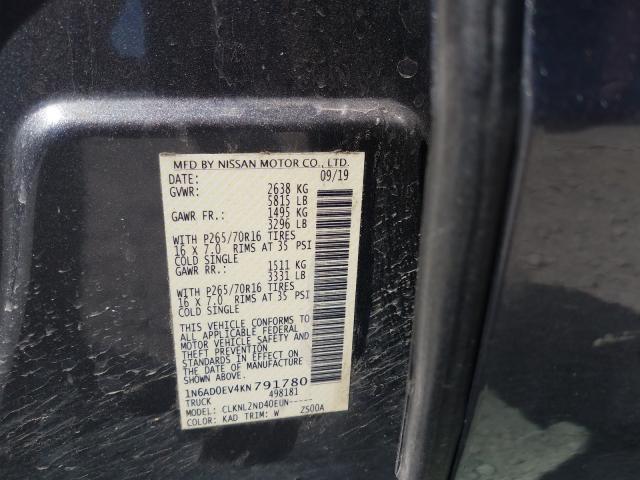 MFD BY NISSAN MOTOR CO., LTD.
DATE: 09/19
GVWR: 2638 KG
5815 LB
GAWR FR.: 1495 KG
3296 LB
WITH P265/70R16 TIRES
16 X 7.0 RIMS AT 35 PSI
COLD SINGLE
GAWR RR.: 1511 KG
3331 LB
WITH P265/70R16 TIRES
16 X 7.0 RIMS AT 35 PSI
COLD SINGLE
THIS VEHICLE CONFORMS TO
ALL APPLICABLE FEDERAL
MOTOR VEHICLE SAFETY AND
THEFT PREVENTION
STANDARDS IN EFFECT ON
THE DATE OF MANUFACTURE
1N6AD0EV4KN791780
TRUCK 498181
MODEL: CLKNL2ND40EUN-----
COLOR: KAD TRIM: W ZS00A